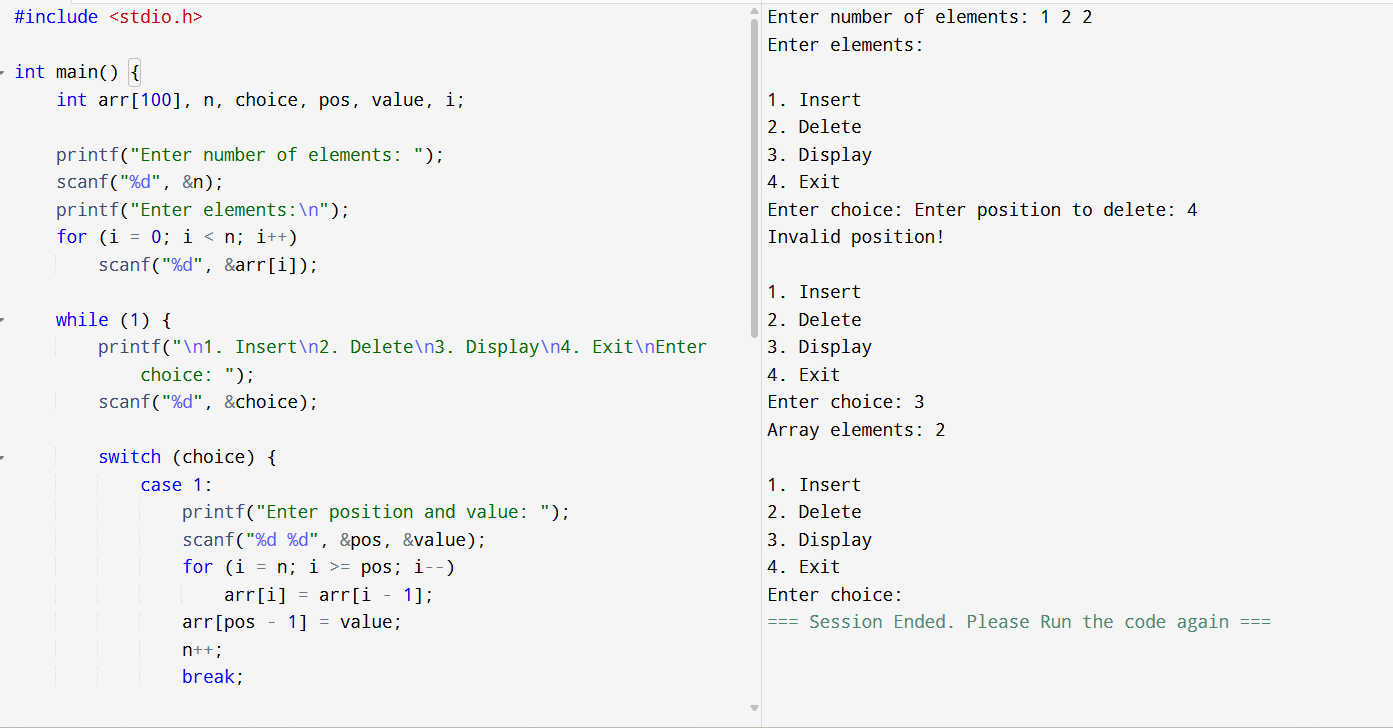 #include <stdio.h>
int main() {
int arr[100], n, choice, pos, value, i;
printf("Enter number of elements: ");
scanf("%d", &n);
printf("Enter elements:\n");
for (i = 0; i < n; i++)
scanf("%d", &arr[i]);
while (1) {
printf("\n1. Insert\n2. Delete\n3. Display\n4. Exit\nEnter
choice: ");
scanf("%d", &choice);
switch (choice) {
case 1:
printf("Enter position and value: ");
scanf("%d %d", &pos, &value);
for (i = n; i >= pos; i--)
arr[i] = arr[i - 1];
arr[pos - 1] = value;
n++;
break;
Enter number of elements: 1 2 2
Enter elements:
1. Insert
2. Delete
3. Display
4. Exit
Enter choice: Enter position to delete: 4
Invalid position!
1. Insert
2. Delete
3. Display
4. Exit
Enter choice: 3
Array elements: 2
1. Insert
2. Delete
3. Display
4. Exit
Enter choice:
=== Session Ended. Please Run the code again ===